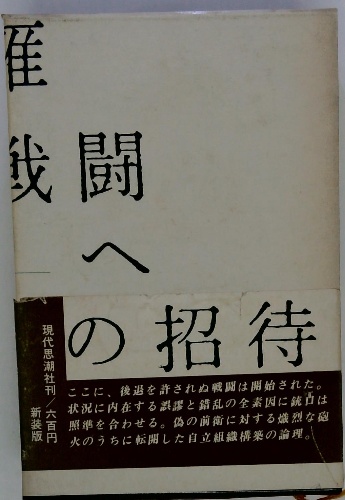 雁
戦闘へ
の招待
現代思潮社刊／六百円
新装版
ここに、後退を許されぬ戦闘は開始された。
状況に内在する誤謬と錯乱の全素因に銃口は
照準を合わせる。偽の前衛に対する熾烈な砲
火のうちに転開した自立組織構築の論理。